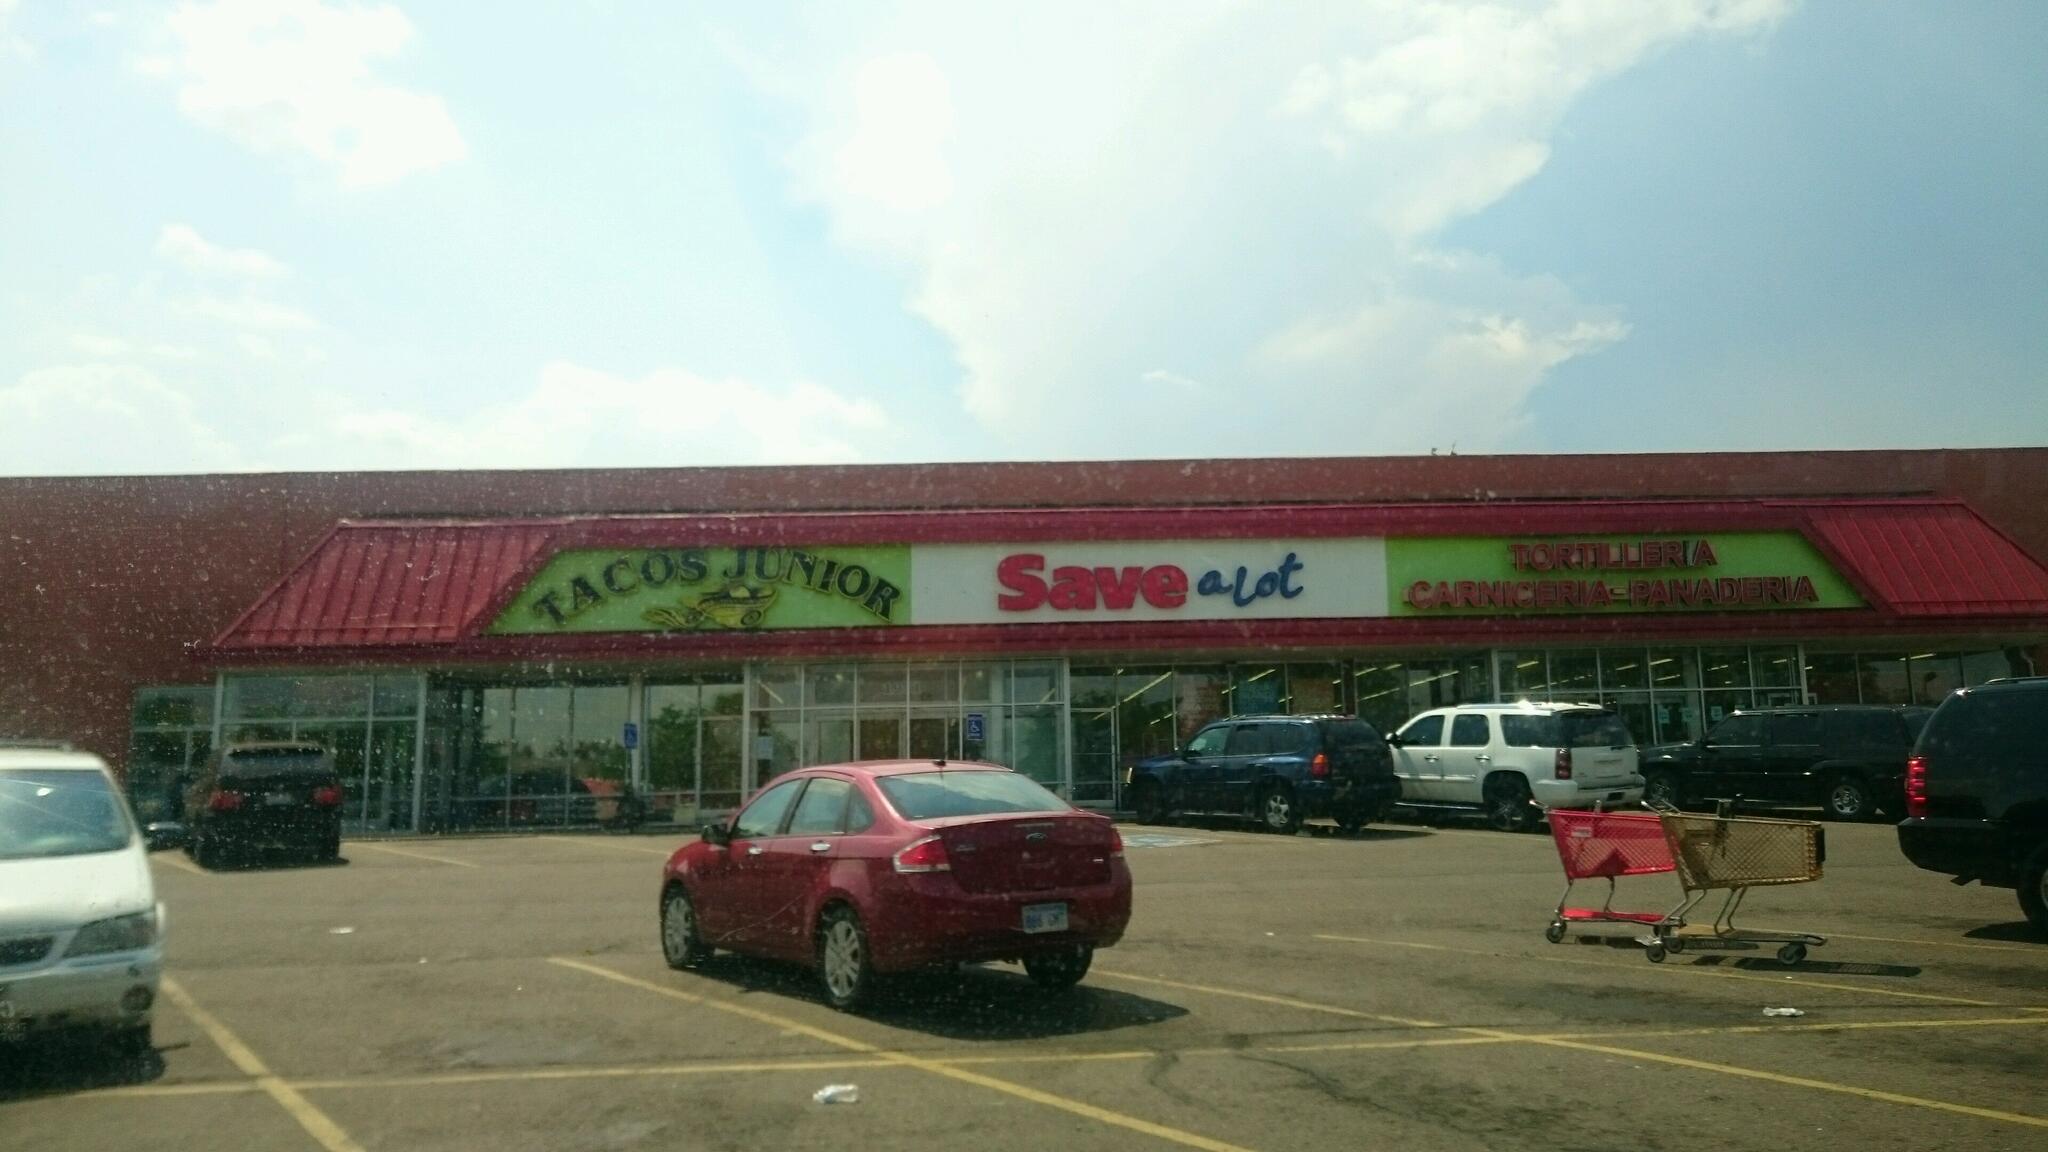 TACOS JUNIOR
Save a Lot
TORTILLERIA
CARNICERIA-PANADERIA